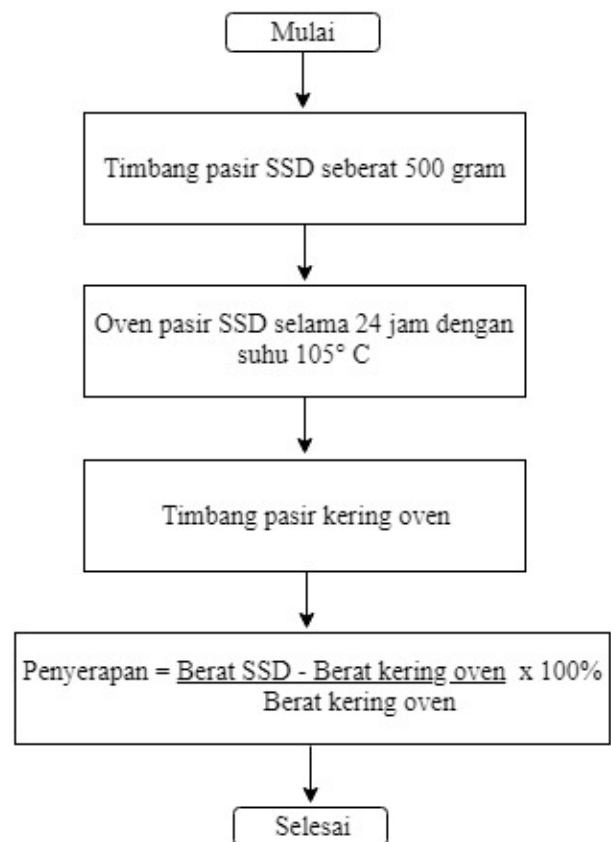 Mulai
Timbang pasir SSD seberat 500 gram
Oven pasir SSD selama 24 jam dengan
suhu 105° C
Timbang pasir kering oven
Penyerapan = Berat SSD - Berat kering oven x 100%
Berat kering oven
Selesai